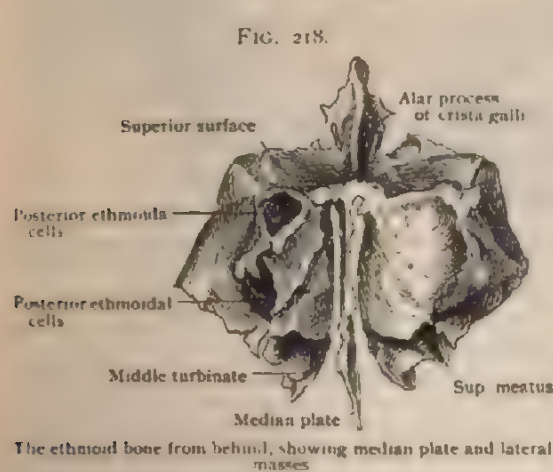 FIG. 218.
Alar process
of crista galli
Superior surface
Posterior ethmoida
cells
Posterior ethmoidal
cells
Middle turbinate
Sup meatus
Median plate
The ethmoid bone from behind, showing median plate and lateral
masses